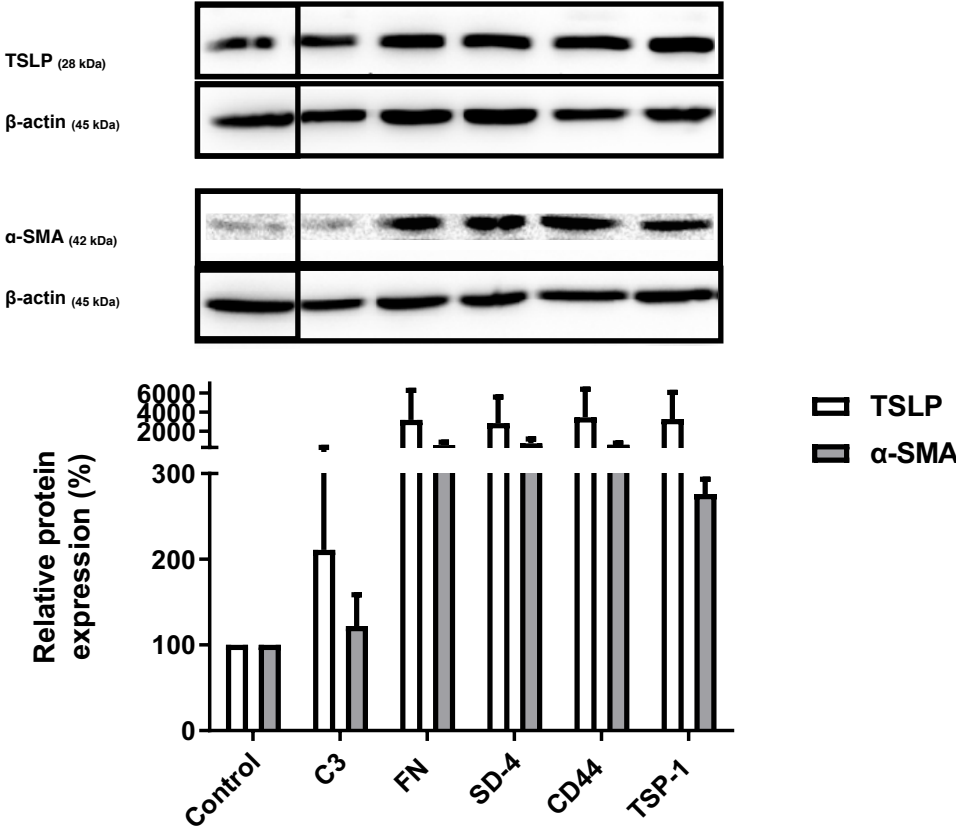 TSLP (28 kDa)
β-actin (45 kDa)
α-SMA (42 kDa)
β-actin (45 kDa)
6000
4000
2000
300
200
100
0
Relative protein
expression (%)
Control
C3
FN
SD-4
CD44
TSP-1
TSLP
α-SMA